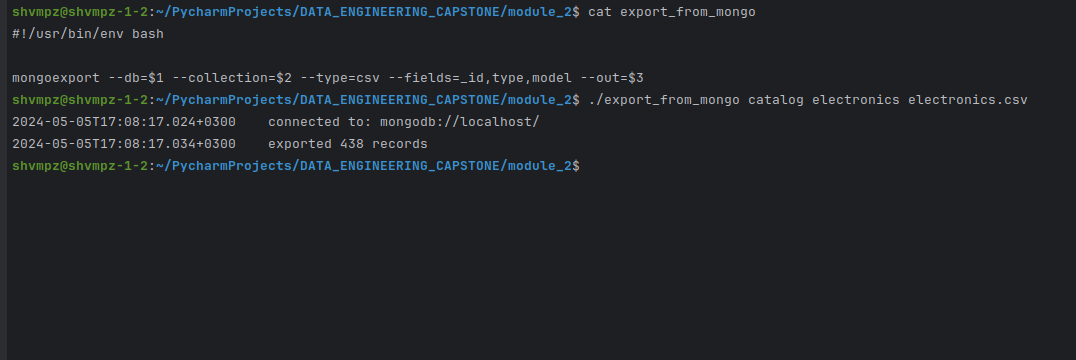 shvmpz@shvmpz-1-2:~/PycharmProjects/DATA_ENGINEERING_CAPSTONE/module_2$ cat export_from_mongo
#!/usr/bin/env bash
mongoexport --db=$1 --collection=$2 --type=csv --fields=_id,type,model --out=$3
shvmpz@shvmpz-1-2:~/PycharmProjects/DATA_ENGINEERING_CAPSTONE/module_2$ ./export_from_mongo catalog electronics electronics.csv
2024-05-05T17:08:17.024+0300    connected to: mongodb://localhost/
2024-05-05T17:08:17.034+0300    exported 438 records
shvmpz@shvmpz-1-2:~/PycharmProjects/DATA_ENGINEERING_CAPSTONE/module_2$